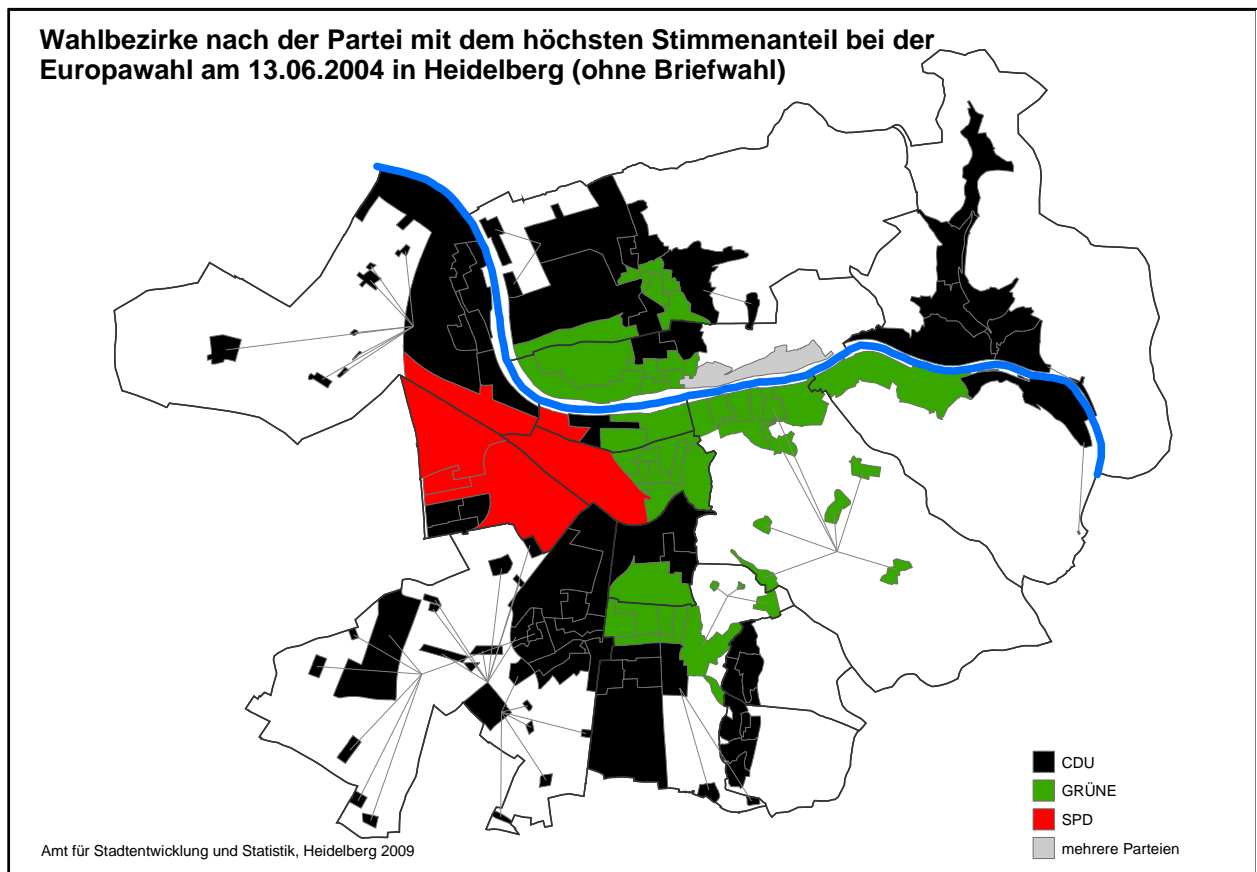 Wahlbezirke nach der Partei mit dem höchsten Stimmenanteil bei der
Europawahl am 13.06.2004 in Heidelberg (ohne Briefwahl)
CDU
GRÜNE
SPD
mehrere Parteien
Amt für Stadtentwicklung und Statistik, Heidelberg 2009